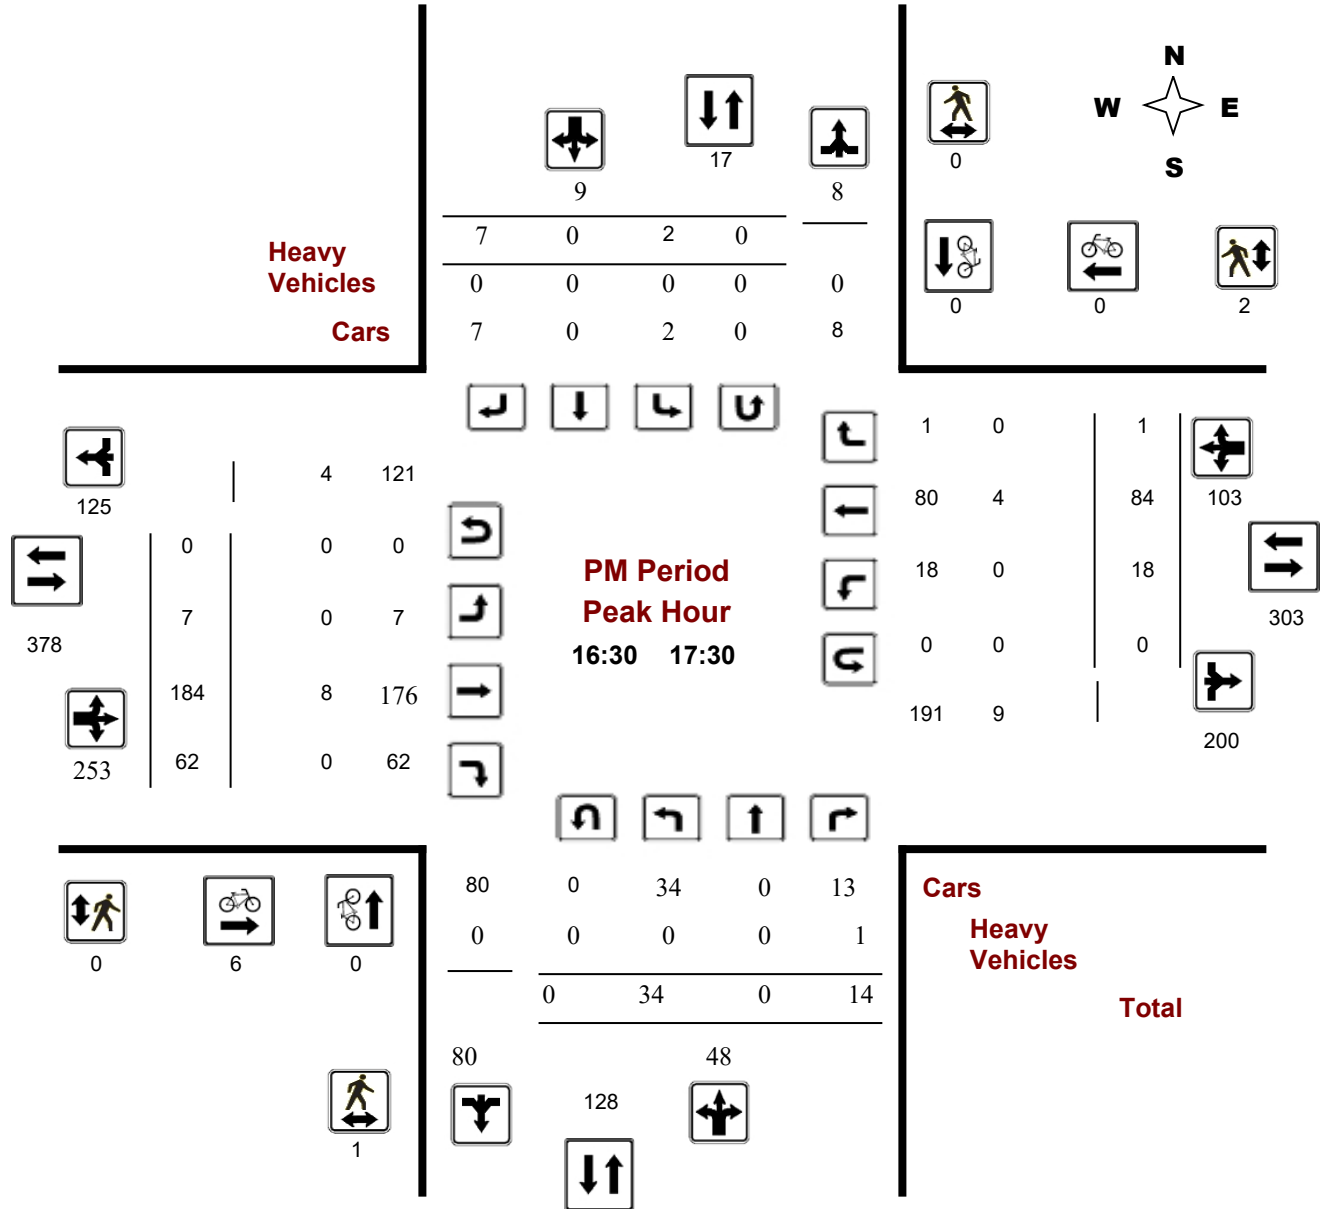 N
W E
S
0
17
9 8
7 0 2 0
Heavy
Vehicles
0 0 0 0 0
0 0 2
Cars
7 0 2 0 8
1 0 1
4 121
125
80 4 84 103
0 0 0
PM Period
18 0 18
7 0 7
Peak Hour
303
378
16:30 17:30
0 0 0
184 8 176
191 9
200
253 62 0 62
80 0 34 0 13
Cars
0 0 0 0 1
Heavy
Vehicles
0 6 0
0 34 0 14
Total
80 48
128
1